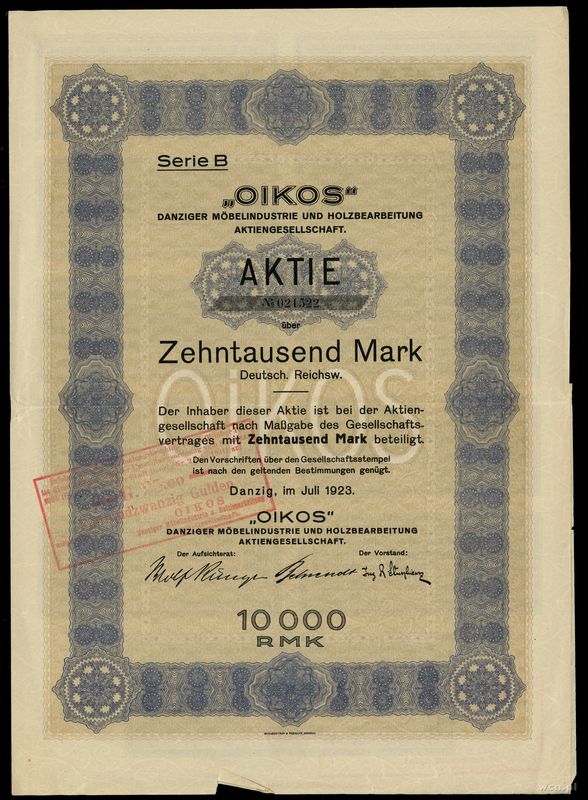 Serie B
„OIKOS“
DANZIGER MÖBELINDUSTRIE UND HOLZBEARBEITUNG
AKTIENGESELLSCHAFT.
AKTIE
№ 021522
über
Zehntausend Mark
Deutsch. Reichsw.
OIKOS
Der Inhaber dieser Aktie ist bei der Aktien-
gesellschaft nach Maßgabe des Gesellschafts-
vertrages mit Zehntausend Mark beteiligt.
Den Vorschriften über den Gesellschaftsstempel
ist nach den geltenden Bestimmungen genügt.
Danzig, im Juli 1923.
Gulden
OIKOS
„OIKOS“
DANZIGER MÖBELINDUSTRIE UND HOLZBEARBEITUNG
AKTIENGESELLSCHAFT.
Der Aufsichtsrat: Der Vorstand:
10 000
RMK
wcn.pl